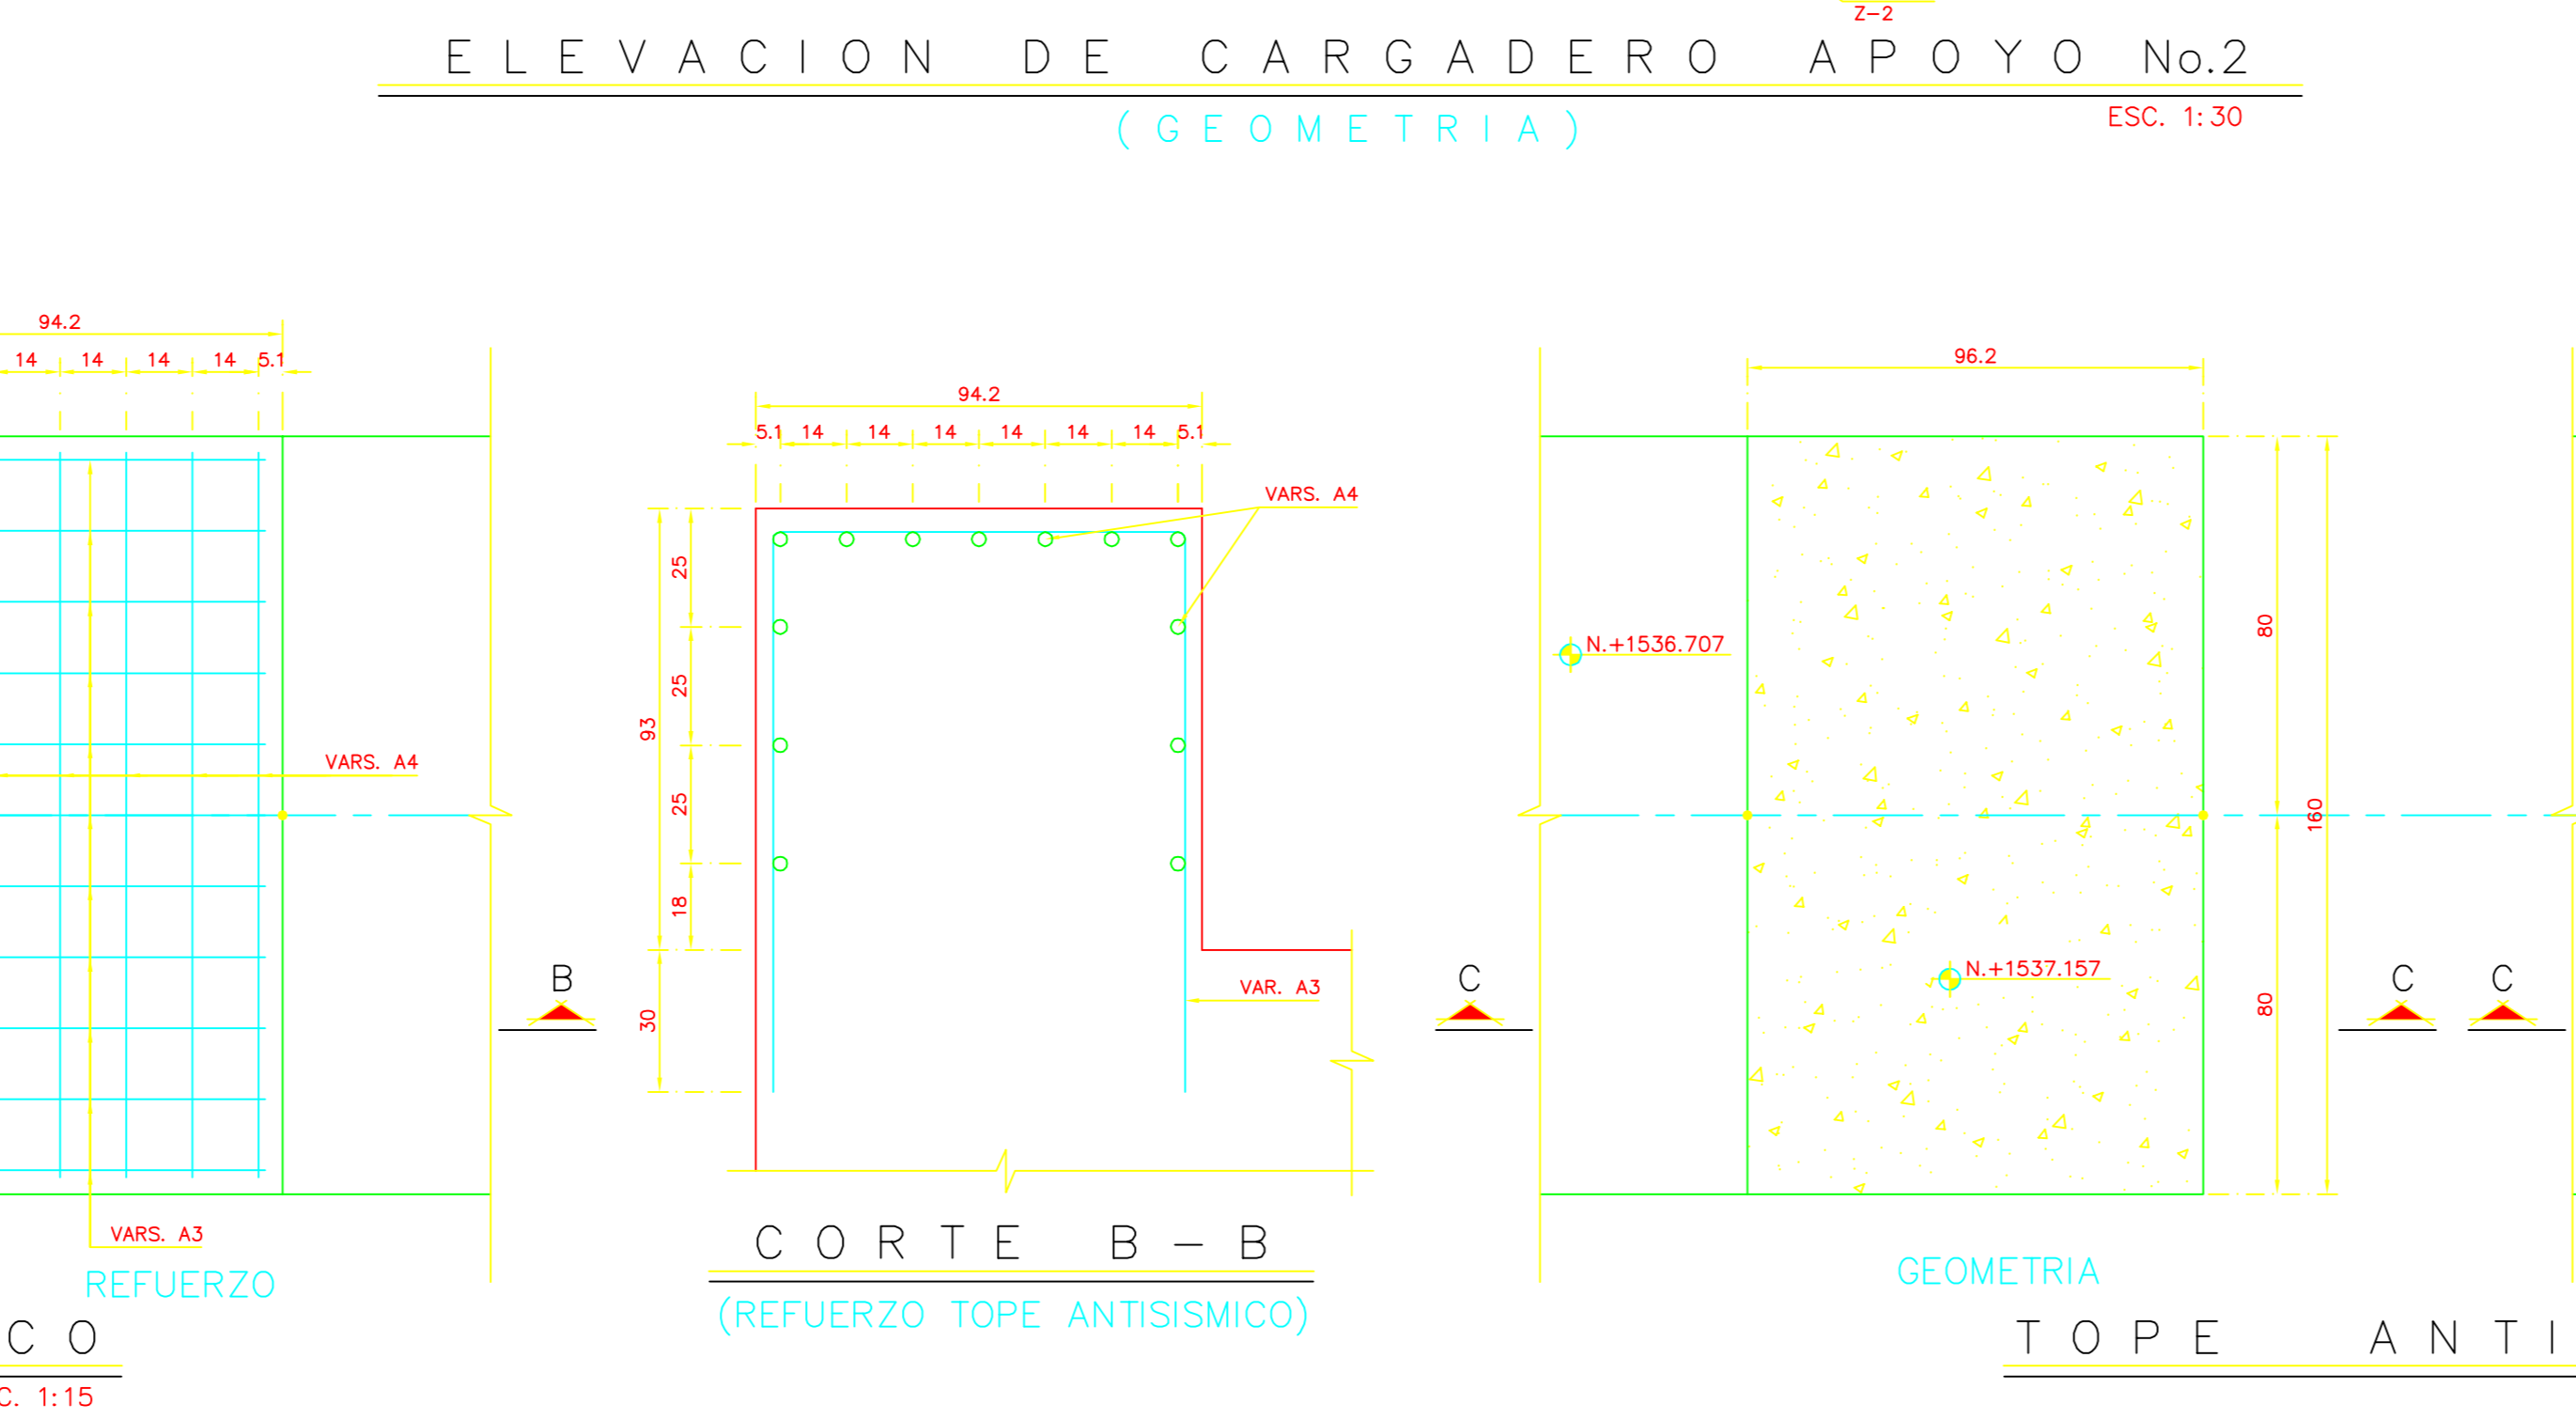 Z-2
ELEVACION DE CARGADERO APOYO No.2
(GEOMETRIA)
ESC. 1:30
94.2
14 14 14 14 5.1
VARS. A4
VARS. A3
REFUERZO
CO
C. 1:15
B
94.2
5.1 14 14 14 14 14 14 5.1
VARS. A4
25
25
25
18
93
30
VAR. A3
CORTE B-B
(REFUERZO TOPE ANTISISMICO)
C
96.2
N.+1536.707
N.+1537.157
80
160
80
C C
GEOMETRIA
TOPE ANTI